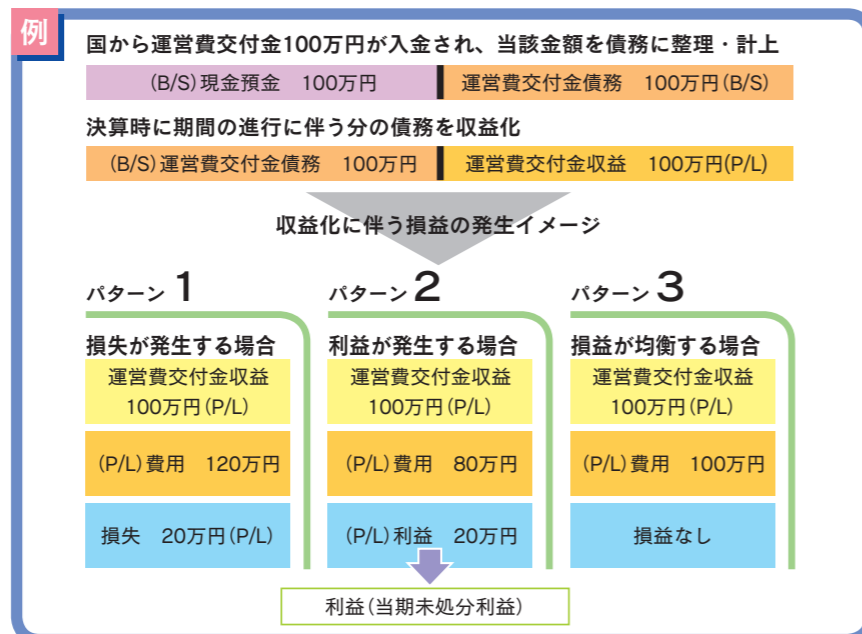 例
国から運営費交付金100万円が入金され、当該金額を債務に整理・計上
(B/S)現金預金　100万円
運営費交付金債務　100万円(B/S)
決算時に期間の進行に伴う分の債務を収益化
(B/S)運営費交付金債務　100万円
運営費交付金収益　100万円(P/L)
収益化に伴う損益の発生イメージ
パターン 1
損失が発生する場合
運営費交付金収益
100万円(P/L)
(P/L)費用　120万円
損失　20万円(P/L)
パターン 2
利益が発生する場合
運営費交付金収益
100万円(P/L)
(P/L)費用　80万円
(P/L)利益　20万円
利益(当期未処分利益)
パターン 3
損益が均衡する場合
運営費交付金収益
100万円(P/L)
(P/L)費用　100万円
損益なし